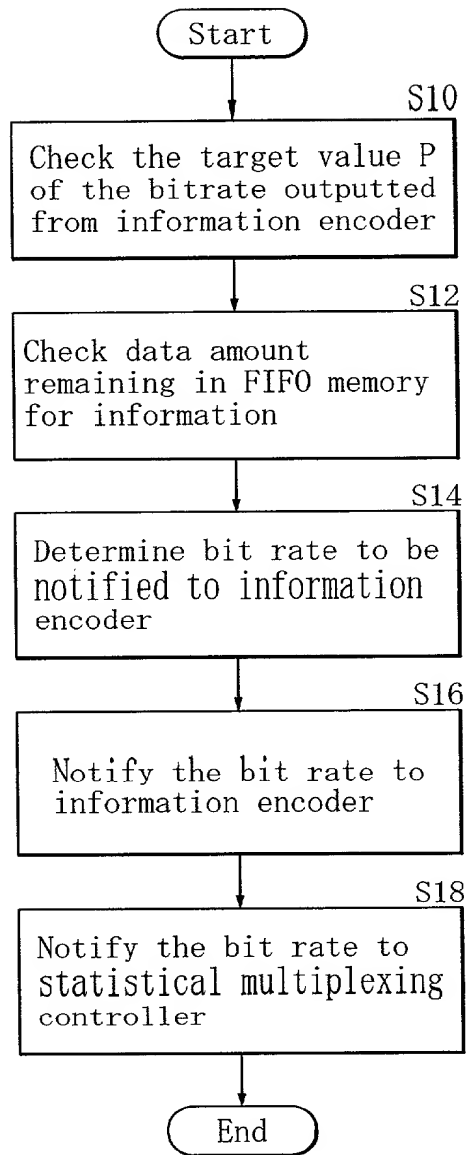 Start
S10
Check the target value P
of the bitrate outputted
from information encoder
S12
Check data amount
remaining in FIFO memory
for information
S14
Determine bit rate to be
notified to information
encoder
S16
Notify the bit rate to
information encoder
S18
Notify the bit rate to
statistical multiplexing
controller
End